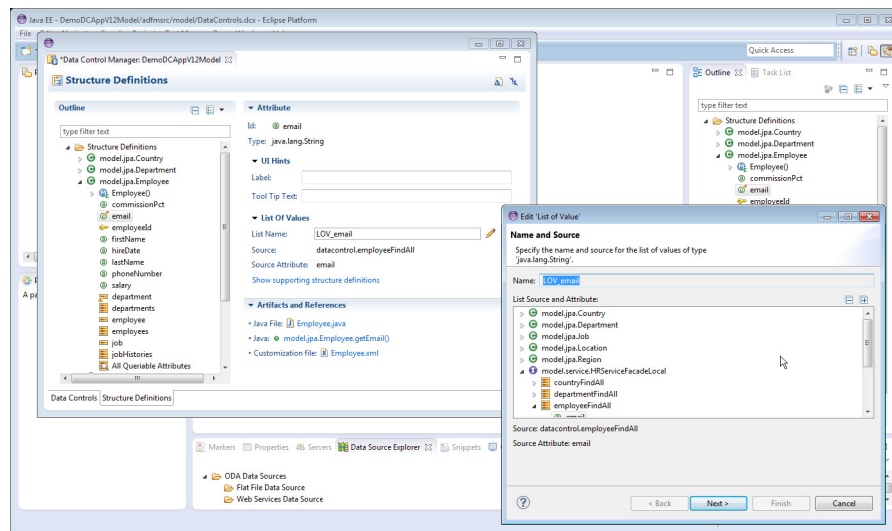 Java EE - DemoDCAppV12Model/adfmsrc/model/DataControls.dcx - Eclipse Platform
File
Quick Access
*Data Control Manager: DemoDCAppV12Model
Structure Definitions
Outline
type filter text
Structure Definitions
model.jpa.Country
model.jpa.Department
model.jpa.Employee
Employee()
commissionPct
email
employeeId
firstName
hireDate
lastName
phoneNumber
salary
department
departments
employee
employees
job
jobHistories
All Queriable Attributes
Data Controls
Structure Definitions
Attribute
Id: email
Type: java.lang.String
UI Hints
Label:
Tool Tip Text:
List Of Values
List Name: LOV_email
Source: datacontrol.employeeFindAll
Source Attribute: email
Show supporting structure definitions
Artifacts and References
Java File: Employee.java
Java: model.jpa.Employee.getEmail()
Customization file: Employee.xml
Outline
Task List
type filter text
Structure Definitions
model.jpa.Country
model.jpa.Department
model.jpa.Employee
Employee()
commissionPct
email
employeeId
A pa
Edit 'List of Value'
Name and Source
Specify the name and source for the list of values of type
'java.lang.String'.
Name: LOV_email
List Source and Attribute:
model.jpa.Country
model.jpa.Department
model.jpa.Job
model.jpa.Location
model.jpa.Region
model.service.HRServiceFacadeLocal
countryFindAll
departmentFindAll
employeeFindAll
email
Source: datacontrol.employeeFindAll
Source Attribute: email
< Back
Next >
Finish
Cancel
Markers
Properties
Servers
Data Source Explorer
Snippets
ODA Data Sources
Flat File Data Source
Web Services Data Source